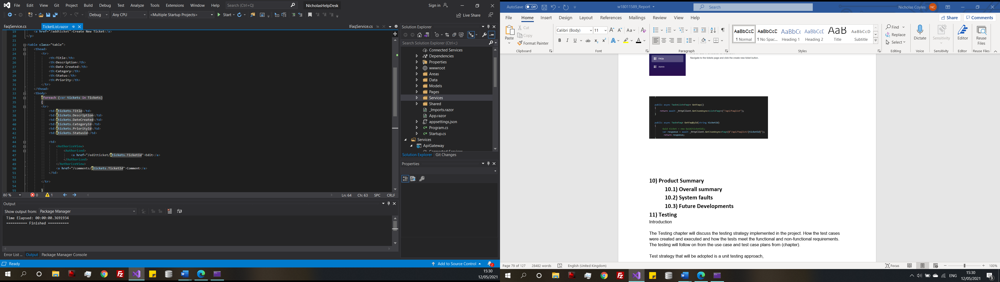 File Edit View Git Project Build Debug Test Analyze Tools Extensions Window Help Search (Ctrl+Q) NicholasHelpDesk Sign in
Debug Any CPU <Multiple Startup Projects> Start Live Share
FaqService.cs TicketList.razor IFaqService.cs
19 <a href="/addticket">Create New Ticket</a>
20 </p>
21
22 <table class="table">
23 <thead>
24 <tr>
25 <th>Title</th>
26 <th>Description</th>
27 <th>Date Created</th>
28 <th>Category</th>
29 <th>Status</th>
30 <th>Priority</th>
31 </tr>
32 </thead>
33 <tbody>
34 @foreach (var tickets in Tickets)
35 {
36 <tr>
37 <td>@tickets.Title</td>
38 <td>@tickets.Description</td>
39 <td>@tickets.DateCreated</td>
40 <td>@tickets.CategoryId</td>
41 <td>@tickets.PriorityId</td>
42 <td>@tickets.StatusId</td>
43
44 <td>
45 <AuthorizeView>
46 <Authorized>
47 <a href="/editticket/@tickets.TicketId">Edit</a>
48 </Authorized>
49 </AuthorizeView>
50 <a href="/comments/@tickets.TicketId">Comment</a>
51 </td>
52
53 </tr>
54
55 }
80 % 0 1 Ln: 64 Ch: 63 SPC CRLF
Output
Show output from: Package Manager
Time Elapsed: 00:00:00.3691934
========== Finished ==========
Error List ... Output Package Manager Console
Solution Explorer
Search Solution Explorer (Ctrl+;)
Connected Services
Dependencies
Properties
wwwroot
Areas
Data
Models
Pages
Services
Shared
_Imports.razor
App.razor
appsettings.json
Program.cs
Startup.cs
Services
ApiGateway
Connected Services
Solution Explorer Git Changes
Properties
Ready Add to Source Control 2
15:30
12/05/2021
AutoSave Off w18011589_Report Search Nicholas Coyles NC
File Home Insert Design Layout References Mailings Review View Help Share Comments
Paste Cut Copy Format Painter
Clipboard
Calibri (Body) 11
Font
Paragraph
AaBbCcD AaBbCcD AaBbCc AaBbCcD AaB AaBbCcD
¶ Normal ¶ No Spac... Heading 1 Heading 2 Title Subtitle
Styles
Find
Replace
Select
Editing
Dictate
Voice
Sensitivity
Sensitivity
Editor
Editor
Reuse Files
Reuse Files
FAQs
Admin
Navigate to the tickets page and click the create new ticket button.
public async Task<List<Faq>> GetFaqs()
{
return await _httpClient.GetJsonAsync<List<Faq>>("/api/Faqlist");
}
public async Task<Faq> GetFaqById(string ticketId)
{
Guid ticket = new Guid(ticketId);
var response = await _httpClient.GetJsonAsync<Faq>($"/api/Faqlist/{ticketId}");
return response;
10) Product Summary
10.1) Overall summary
10.2) System faults
10.3) Future Developments
11) Testing
Introduction
The Testing chapter will discuss the testing strategy implemented in the project. How the test cases
were created and executed and how the tests meet the functional and non-functional requirements.
The testing will follow on from the use case and test case plans from (chapter).
Test strategy that will be adopted is a unit testing approach,
Page 79 of 127 28482 words English (United Kingdom) Focus 100%
ENG 15:30
12/05/2021
3